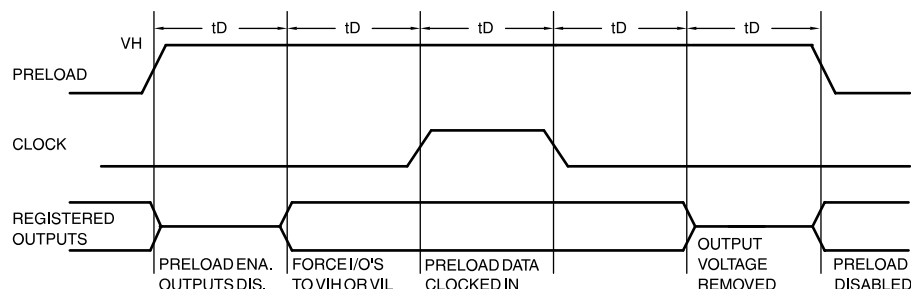 tD tD tD tD tD
VH
PRELOAD
CLOCK
REGISTERED
OUTPUTS
PRELOAD ENA.
OUTPUTS DIS.
FORCE I/O'S
TO VIH OR VIL
PRELOAD DATA
CLOCKED IN
OUTPUT
VOLTAGE
REMOVED
PRELOAD
DISABLED